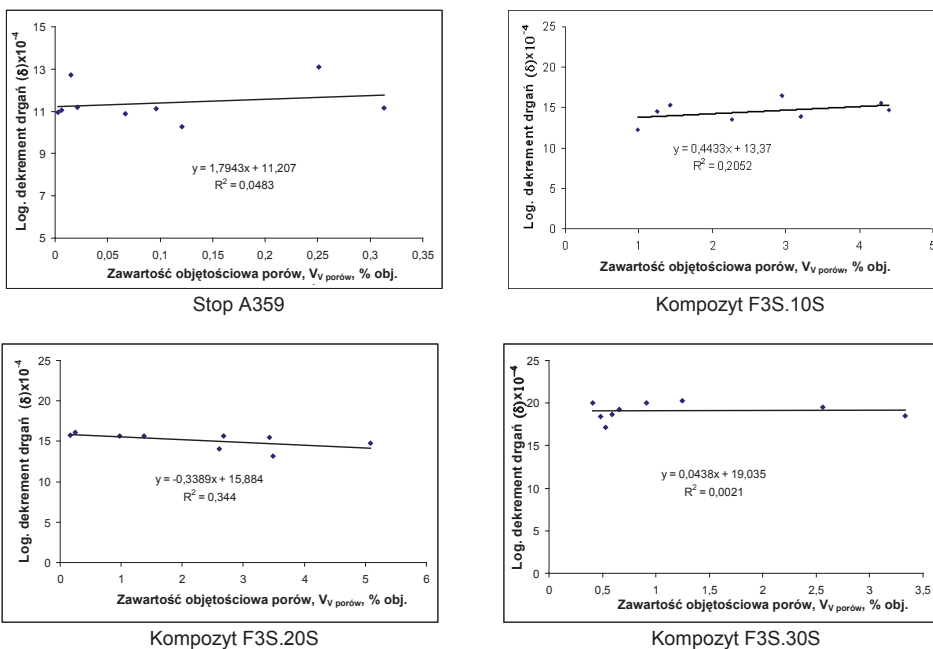 Log. dekrement drgań (δ)x10⁻⁴
15
13
11
9
7
5
y = 1,7943x + 11,207
R² = 0,0483
0 0,05 0,1 0,15 0,2 0,25 0,3 0,35
Zawartość objętościowa porów, V_V porów, % obj.
Stop A359
Log. dekrement drgań (δ)x10⁻⁴
25
20
15
10
5
0
y = 0,4433x + 13,37
R² = 0,2052
0 1 2 3 4 5
Zawartość objętościowa porów, V_V porów, % obj.
Kompozyt F3S.10S
Log. dekrement drgań (δ)x10⁻⁴
25
20
15
10
5
0
y = -0,3389x + 15,884
R² = 0,344
0 1 2 3 4 5 6
Zawartość objętościowa porów, V_V porów, % obj.
Kompozyt F3S.20S
Log. dekrement drgań (δ)x10⁻⁴
25
20
15
10
5
0
y = 0,0438x + 19,035
R² = 0,0021
0 0,5 1 1,5 2 2,5 3 3,5
Zawartość objętościowa porów, V_V porów, % obj.
Kompozyt F3S.30S